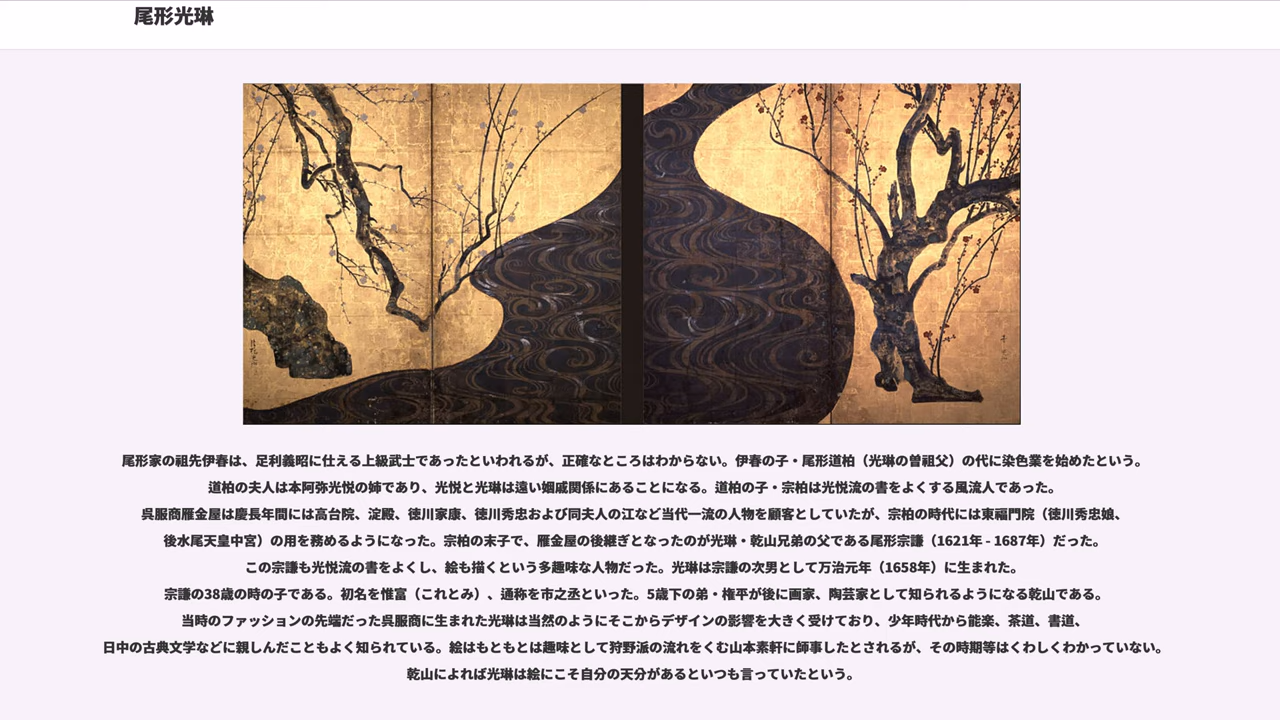 尾形光琳
尾形家の祖先伊春は、足利義昭に仕える上級武士であったといわれるが、正確なところはわからない。伊春の子・尾形道柏（光琳の曽祖父）の代に染色業を始めたという。
道柏の夫人は本阿弥光悦の姉であり、光悦と光琳は遠い姻戚関係にあることになる。道柏の子・宗柏は光悦流の書をよくする風流人であった。
呉服商雁金屋は慶長年間には高台院、淀殿、徳川家康、徳川秀忠および同夫人の江など当代一流の人物を顧客としていたが、宗柏の時代には東福門院（徳川秀忠娘、
後水尾天皇中宮）の用を務めるようになった。宗柏の末子で、雁金屋の後継ぎとなったのが光琳・乾山兄弟の父である尾形宗謙（1621年 - 1687年）だった。
この宗謙も光悦流の書をよくし、絵も描くという多趣味な人物だった。光琳は宗謙の次男として万治元年（1658年）に生まれた。
宗謙の38歳の時の子である。初名を惟富（これとみ）、通称を市之丞といった。5歳下の弟・権平が後に画家、陶芸家として知られるようになる乾山である。
当時のファッションの先端だった呉服商に生まれた光琳は当然のようにそこからデザインの影響を大きく受けており、少年時代から能楽、茶道、書道、
日中の古典文学などに親しんだこともよく知られている。絵はもともとは趣味として狩野派の流れをくむ山本素軒に師事したとされるが、その時期等はくわしくわかっていない。
乾山によれば光琳は絵にこそ自分の天分があるといつも言っていたという。